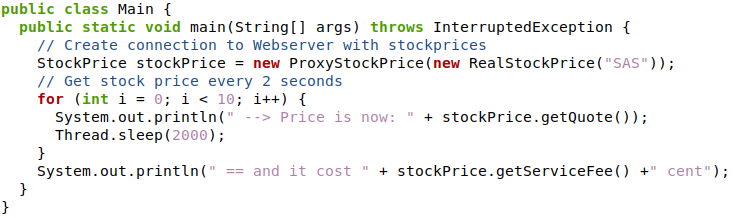 public class Main {
  public static void main(String[] args) throws InterruptedException {
    // Create connection to Webserver with stockprices
    StockPrice stockPrice = new ProxyStockPrice(new RealStockPrice("SAS"));
    // Get stock price every 2 seconds
    for (int i = 0; i < 10; i++) {
      System.out.println(" --> Price is now: " + stockPrice.getQuote());
      Thread.sleep(2000);
    }
    System.out.println(" == and it cost " + stockPrice.getServiceFee() +" cent");
  }
}